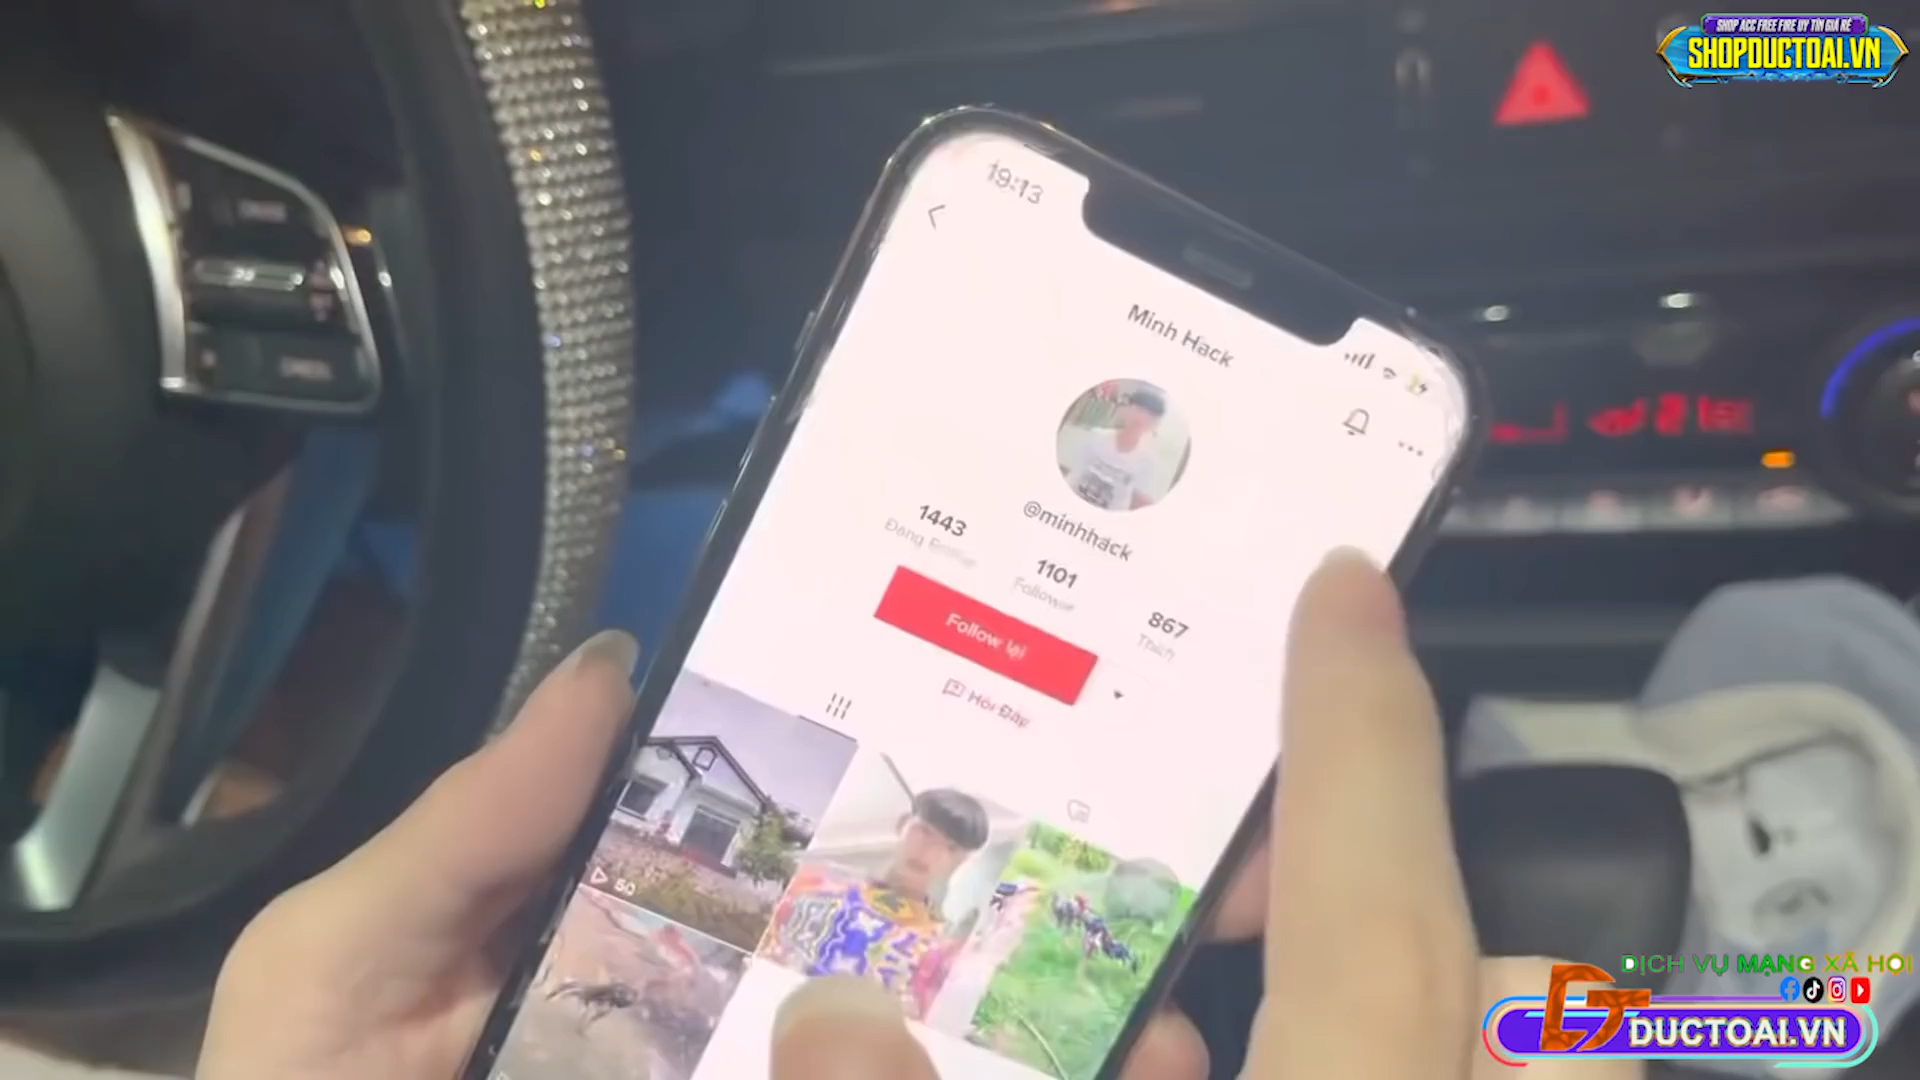 SHOP ACC FREE FIRE UY TÍN GIÁ RẺ
SHOPDUCTOAI.VN
19:13
Minh Hack
@minhhack
1443
Đang Follow
1101
Follower
867
Thích
Follow lại
Hỏi Đáp
50
DỊCH VỤ MẠNG XÃ HỘI
DUCTOAI.VN